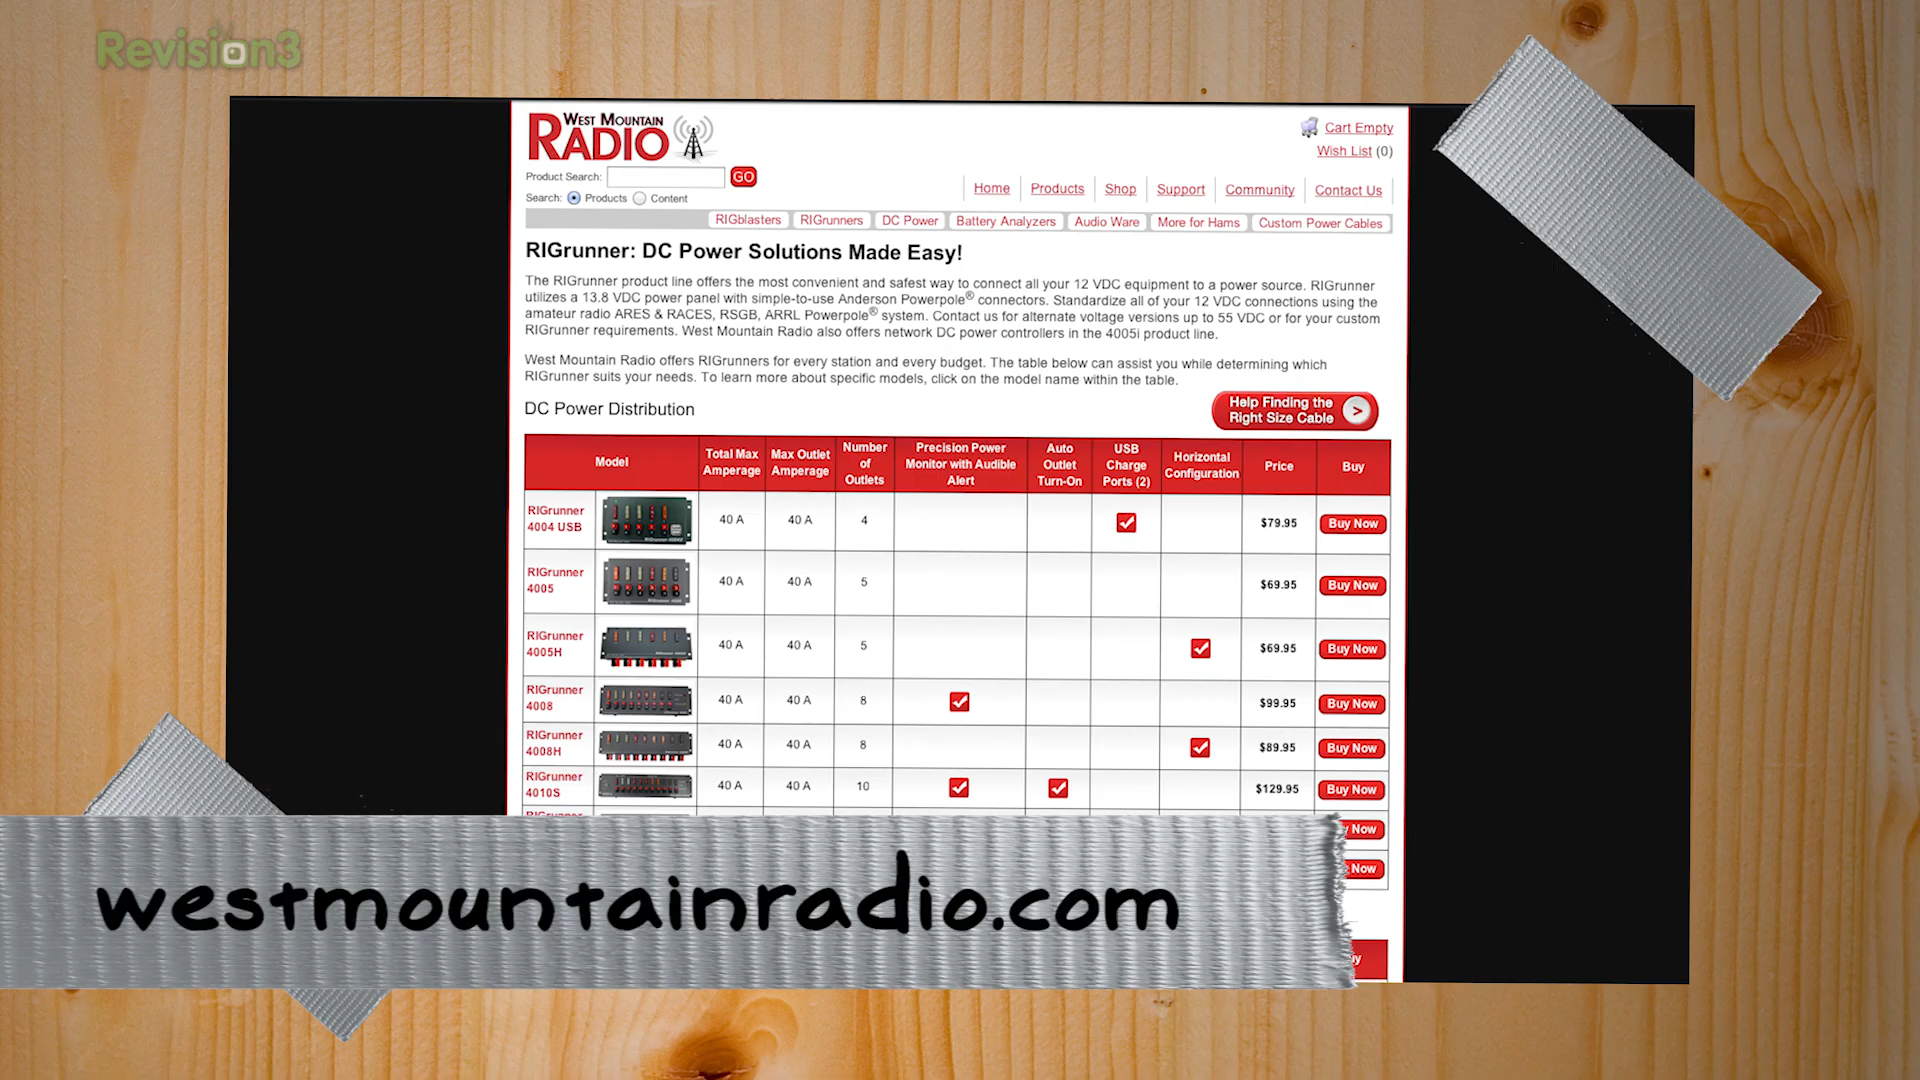 Revision3
WEST MOUNTAIN
RADIO
Cart Empty
Wish List (0)
Product Search: GO
Search: Products Content
Home Products Shop Support Community Contact Us
RIGblasters RIGrunners DC Power Battery Analyzers Audio Ware More for Hams Custom Power Cables
RIGrunner: DC Power Solutions Made Easy!
The RIGrunner product line offers the most convenient and safest way to connect all your 12 VDC equipment to a power source. RIGrunner
utilizes a 13.8 VDC power panel with simple-to-use Anderson Powerpole® connectors. Standardize all of your 12 VDC connections using the
amateur radio ARES & RACES, RSGB, ARRL Powerpole® system. Contact us for alternate voltage versions up to 55 VDC or for your custom
RIGrunner requirements. West Mountain Radio also offers network DC power controllers in the 4005i product line.
West Mountain Radio offers RIGrunners for every station and every budget. The table below can assist you while determining which
RIGrunner suits your needs. To learn more about specific models, click on the model name within the table.
DC Power Distribution
Help Finding the
Right Size Cable >
Model
Total Max
Amperage
Max Outlet
Amperage
Number
of
Outlets
Precision Power
Monitor with Audible
Alert
Auto
Outlet
Turn-On
USB
Charge
Ports (2)
Horizontal
Configuration
Price
Buy
RIGrunner
4004 USB
40 A 40 A 4 $79.95 Buy Now
RIGrunner
4005
40 A 40 A 5 $69.95 Buy Now
RIGrunner
4005H
40 A 40 A 5 $69.95 Buy Now
RIGrunner
4008
40 A 40 A 8 $99.95 Buy Now
RIGrunner
4008H
40 A 40 A 8 $89.95 Buy Now
RIGrunner
4010S
40 A 40 A 10 $129.95 Buy Now
Now
Now
westmountainradio.com